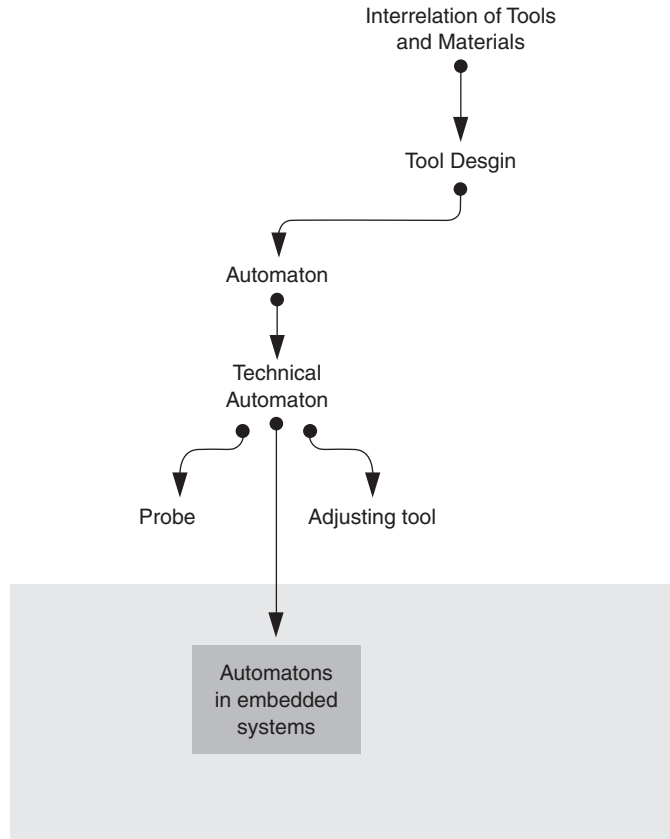 Interrelation of Tools
and Materials
Tool Desgin
Automaton
Technical
Automaton
Probe
Adjusting tool
Automatons
in embedded
systems